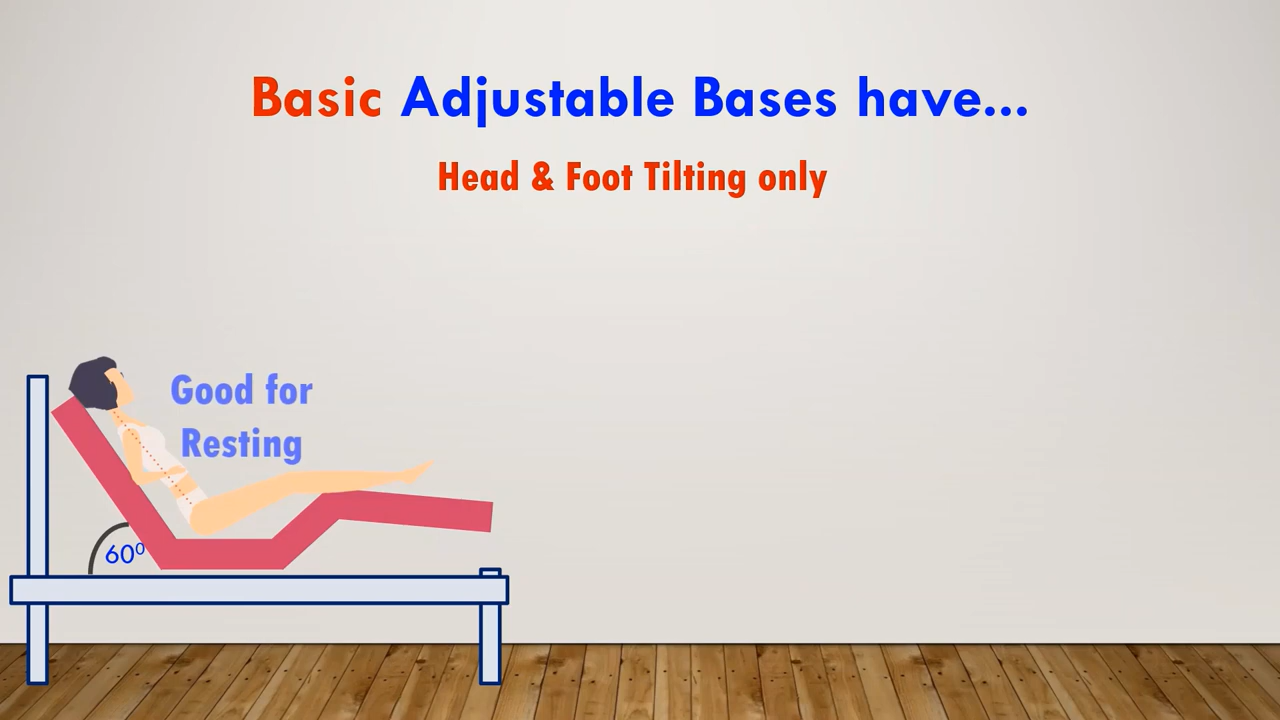 Basic Adjustable Bases have...
Head & Foot Tilting only
Good for
Resting
60⁰